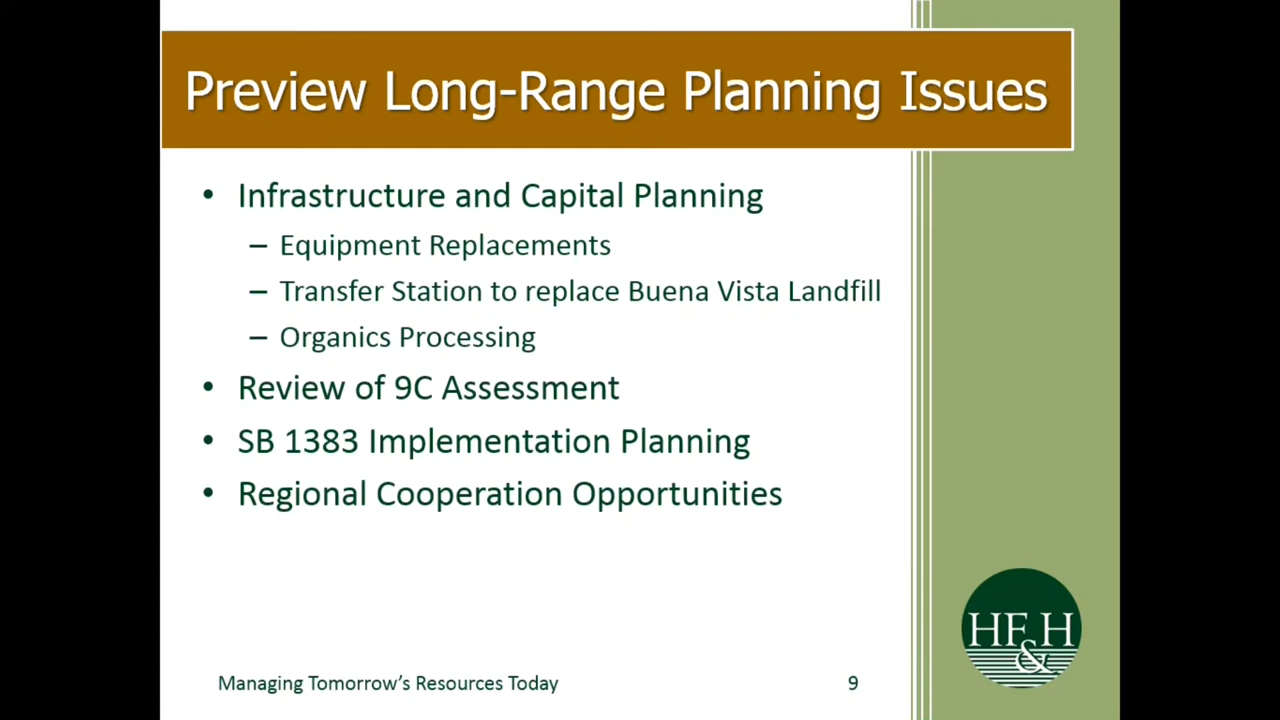 Preview Long-Range Planning Issues
• Infrastructure and Capital Planning
– Equipment Replacements
– Transfer Station to replace Buena Vista Landfill
– Organics Processing
• Review of 9C Assessment
• SB 1383 Implementation Planning
• Regional Cooperation Opportunities
HF&H
Managing Tomorrow's Resources Today
9